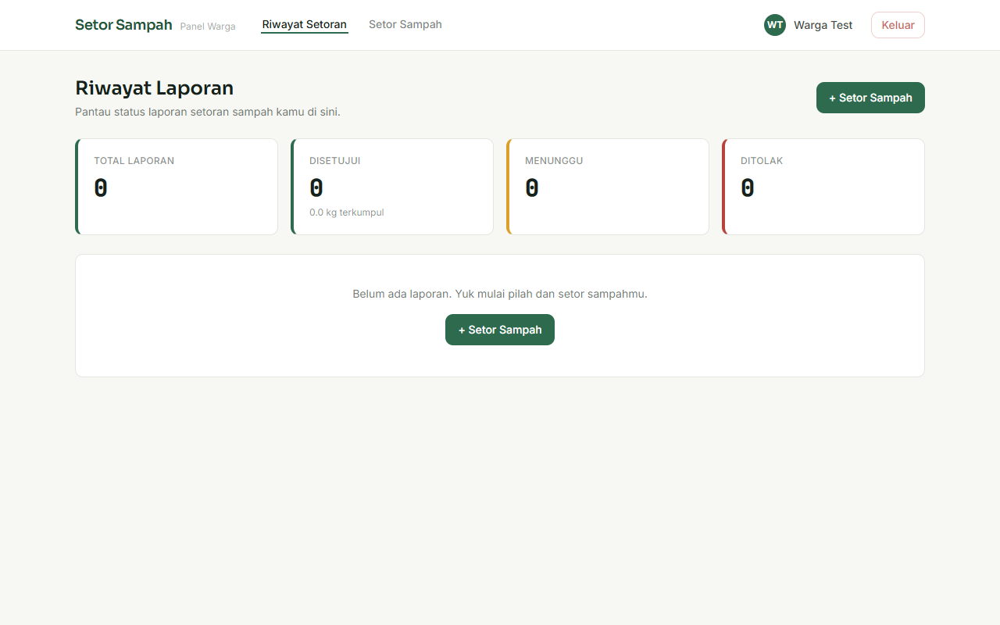 Setor Sampah Panel Warga Riwayat Setoran Setor Sampah WT Warga Test Keluar
Riwayat Laporan
Pantau status laporan setoran sampah kamu di sini.
+ Setor Sampah
TOTAL LAPORAN
0
DISETUJUI
0
0.0 kg terkumpul
MENUNGGU
0
DITOLAK
0
Belum ada laporan. Yuk mulai pilah dan setor sampahmu.
+ Setor Sampah